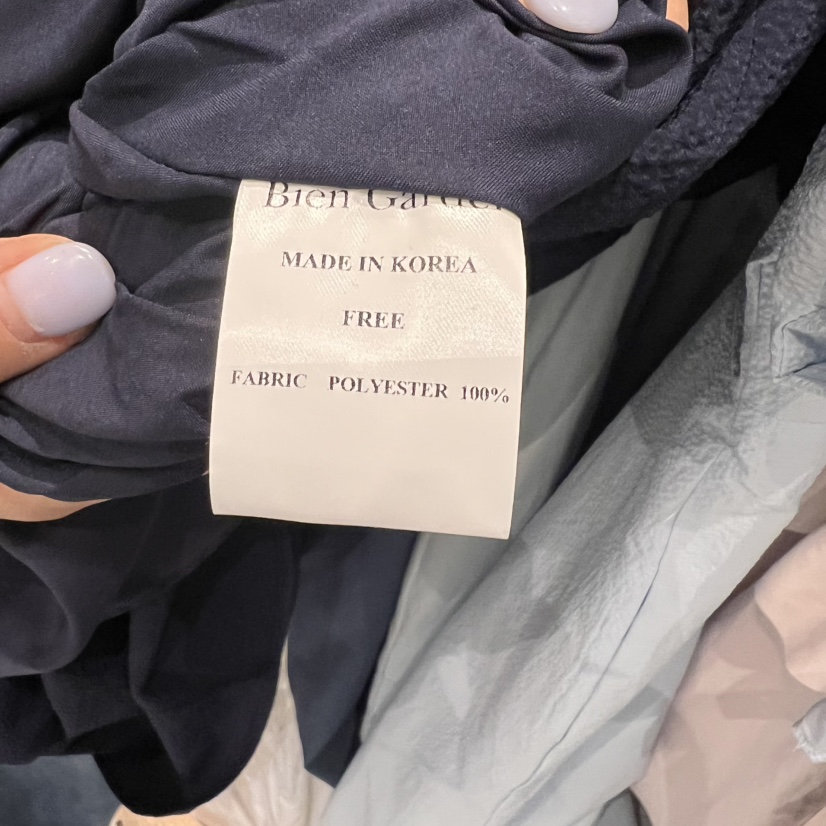 Bien
MADE IN KOREA
FREE
FABRIC POLYESTER 100%